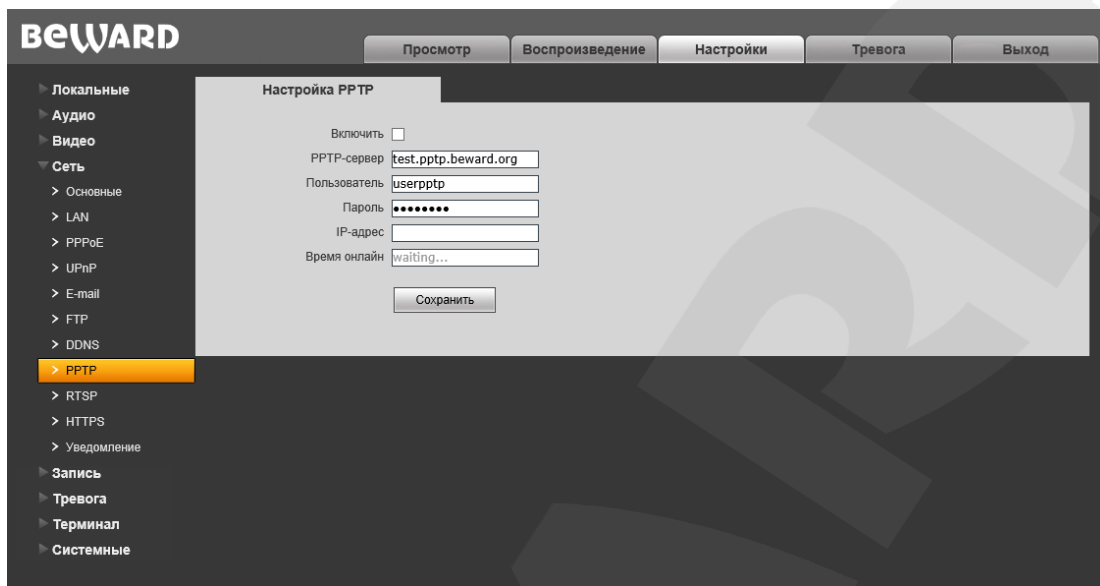 BEWARD
Просмотр
Воспроизведение
Настройки
Тревога
Выход
Локальные
Аудио
Видео
Сеть
Основные
LAN
PPPoE
UPnP
E-mail
FTP
DDNS
PPTP
RTSP
HTTPS
Уведомление
Запись
Тревога
Терминал
Системные
Настройка PPTP
Включить
PPTP-сервер test.pptp.beward.org
Пользователь userpptp
Пароль ••••••••
IP-адрес
Время онлайн waiting...
Сохранить